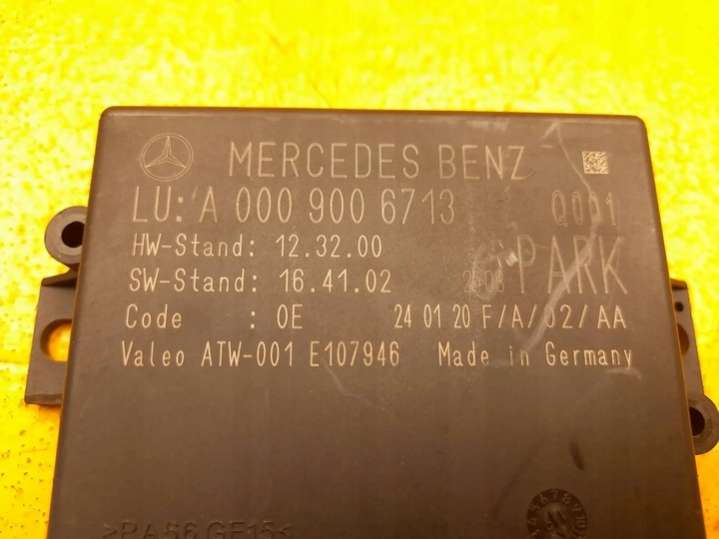 MERCEDES BENZ
LU: A 000 900 6713 Q001
HW-Stand: 12.32.00
SW-Stand: 16.41.02 PARK
Code : 0E 24 01 20 F/A/02/AA
Valeo ATW-001 E107946 Made in Germany
>PA66 GF15<